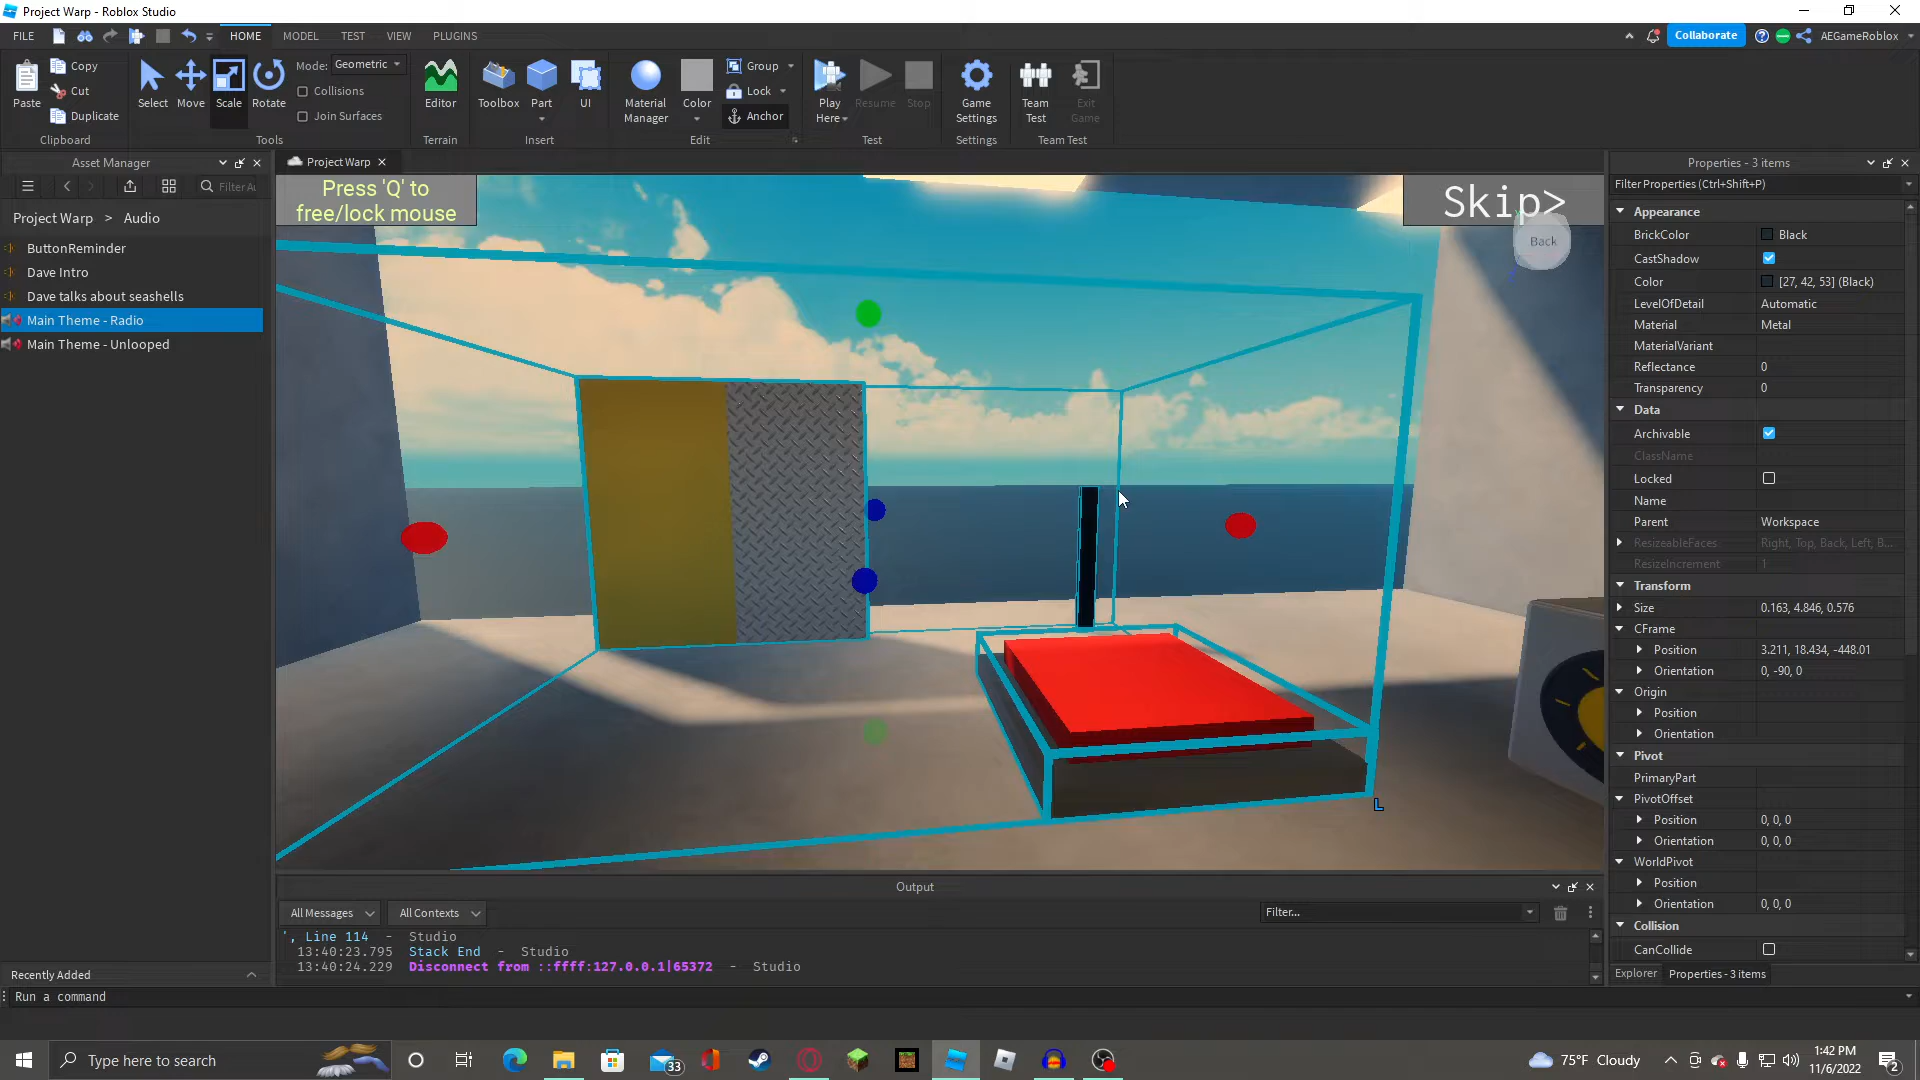 Project Warp - Roblox Studio
FILE HOME MODEL TEST VIEW PLUGINS Collaborate AEGameRoblox
Paste Copy Cut Duplicate Clipboard
Select Move Scale Rotate Mode: Geometric Collisions Join Surfaces Tools
Editor Terrain
Toolbox Part UI Insert
Material Manager Color Group Lock Anchor Edit
Play Here Resume Stop Test
Game Settings Settings
Team Test Exit Game Team Test
Asset Manager
Filter
Project Warp > Audio
ButtonReminder
Dave Intro
Dave talks about seashells
Main Theme - Radio
Main Theme - Unlooped
Recently Added
Project Warp
Press 'Q' to
free/lock mouse
Skip>
Back
L
Output
All Messages All Contexts Filter...
', Line 114 - Studio
13:40:23.795 Stack End - Studio
13:40:24.229 Disconnect from ::ffff:127.0.0.1|65372 - Studio
Properties - 3 items
Filter Properties (Ctrl+Shift+P)
Appearance
BrickColor Black
CastShadow
Color [27, 42, 53] (Black)
LevelOfDetail Automatic
Material Metal
MaterialVariant
Reflectance 0
Transparency 0
Data
Archivable
ClassName
Locked
Name
Parent Workspace
ResizeableFaces Right, Top, Back, Left, B...
ResizeIncrement 1
Transform
Size 0.163, 4.846, 0.576
CFrame
Position 3.211, 18.434, -448.01
Orientation 0, -90, 0
Origin
Position
Orientation
Pivot
PrimaryPart
PivotOffset
Position 0, 0, 0
Orientation 0, 0, 0
WorldPivot
Position
Orientation 0, 0, 0
Collision
CanCollide
Explorer Properties - 3 items
Run a command
Type here to search
33
75°F Cloudy
1:42 PM
11/6/2022
2